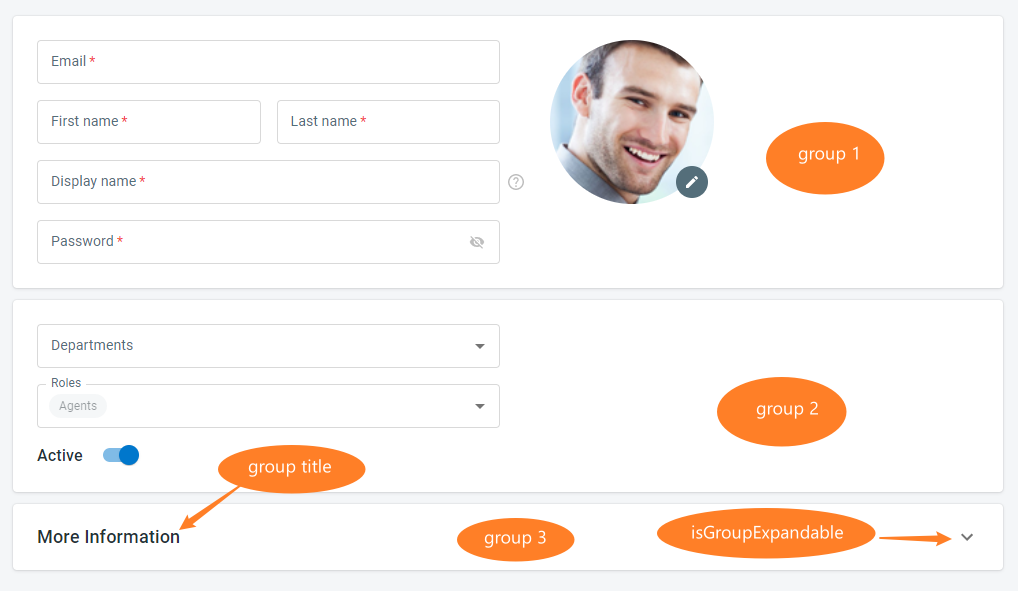 Email *
First name * Last name *
group 1
Display name *
Password *
Departments
Roles
Agents
group 2
Active
group title
More Information
group 3
isGroupExpandable